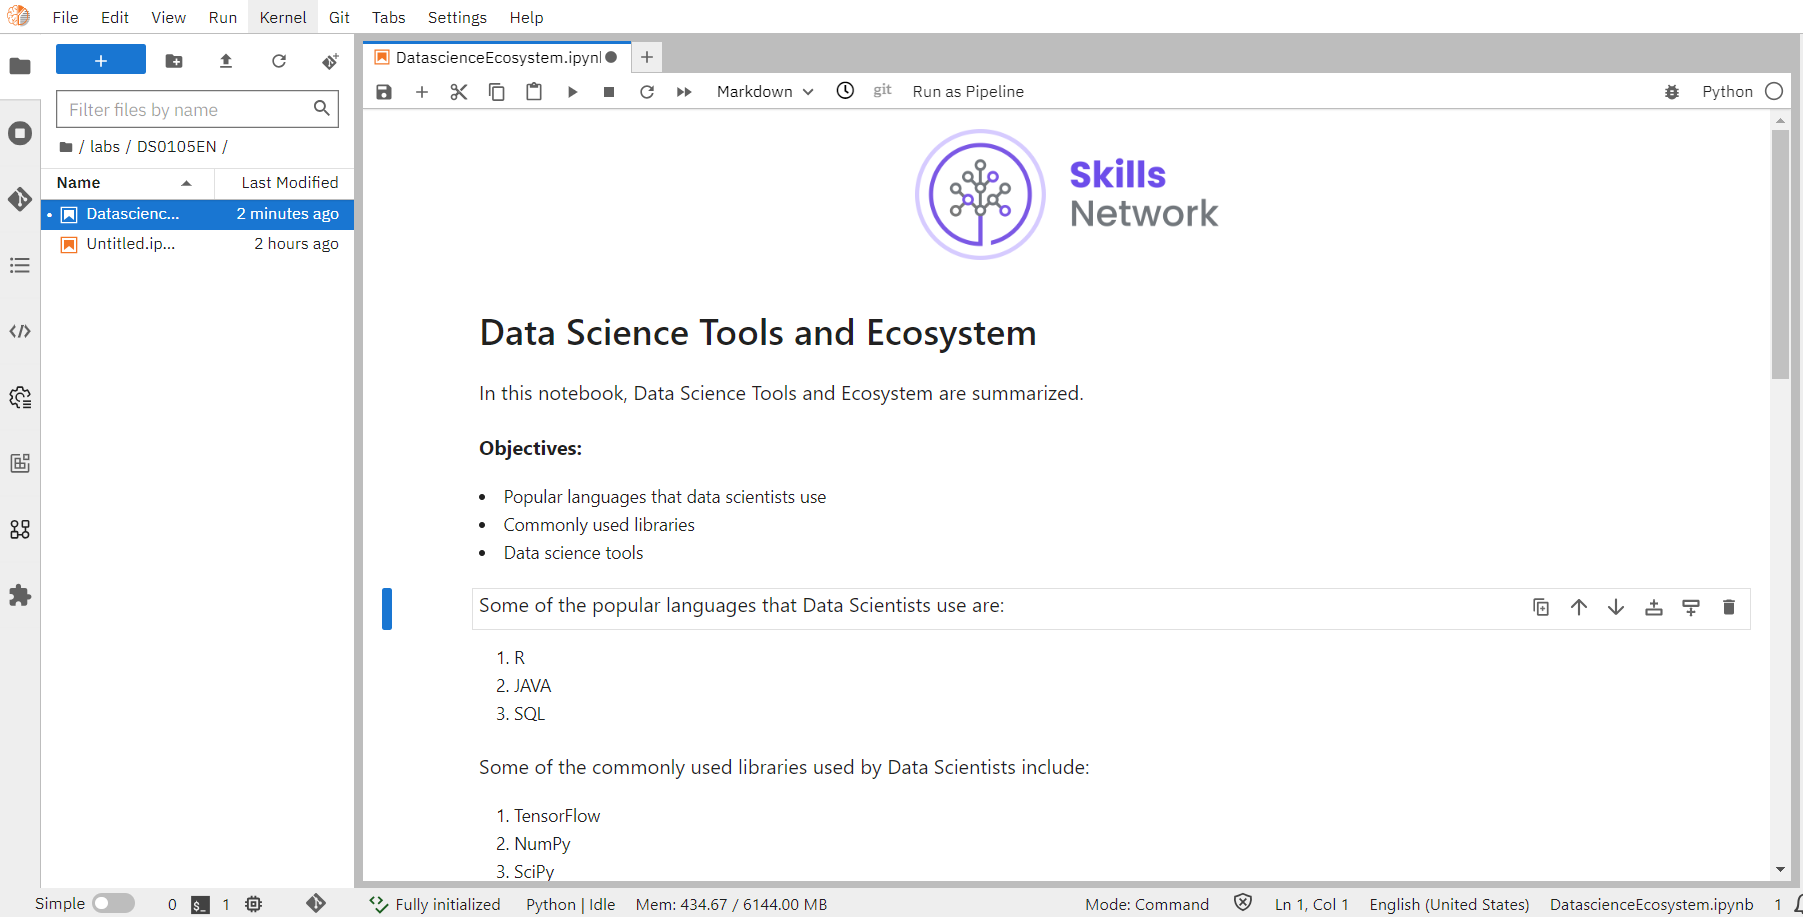 File Edit View Run Kernel Git Tabs Settings Help
Filter files by name
/ labs / DS0105EN /
Name Last Modified
Datascienc... 2 minutes ago
Untitled.ip... 2 hours ago
DatascienceEcosystem.ipynl
Markdown git Run as Pipeline Python
Skills
Network
Data Science Tools and Ecosystem
In this notebook, Data Science Tools and Ecosystem are summarized.
Objectives:
• Popular languages that data scientists use
• Commonly used libraries
• Data science tools
Some of the popular languages that Data Scientists use are:
1. R
2. JAVA
3. SQL
Some of the commonly used libraries used by Data Scientists include:
1. TensorFlow
2. NumPy
3. SciPy
Simple 0 $_ 1 Fully initialized Python | Idle Mem: 434.67 / 6144.00 MB Mode: Command Ln 1, Col 1 English (United States) DatascienceEcosystem.ipynb 1